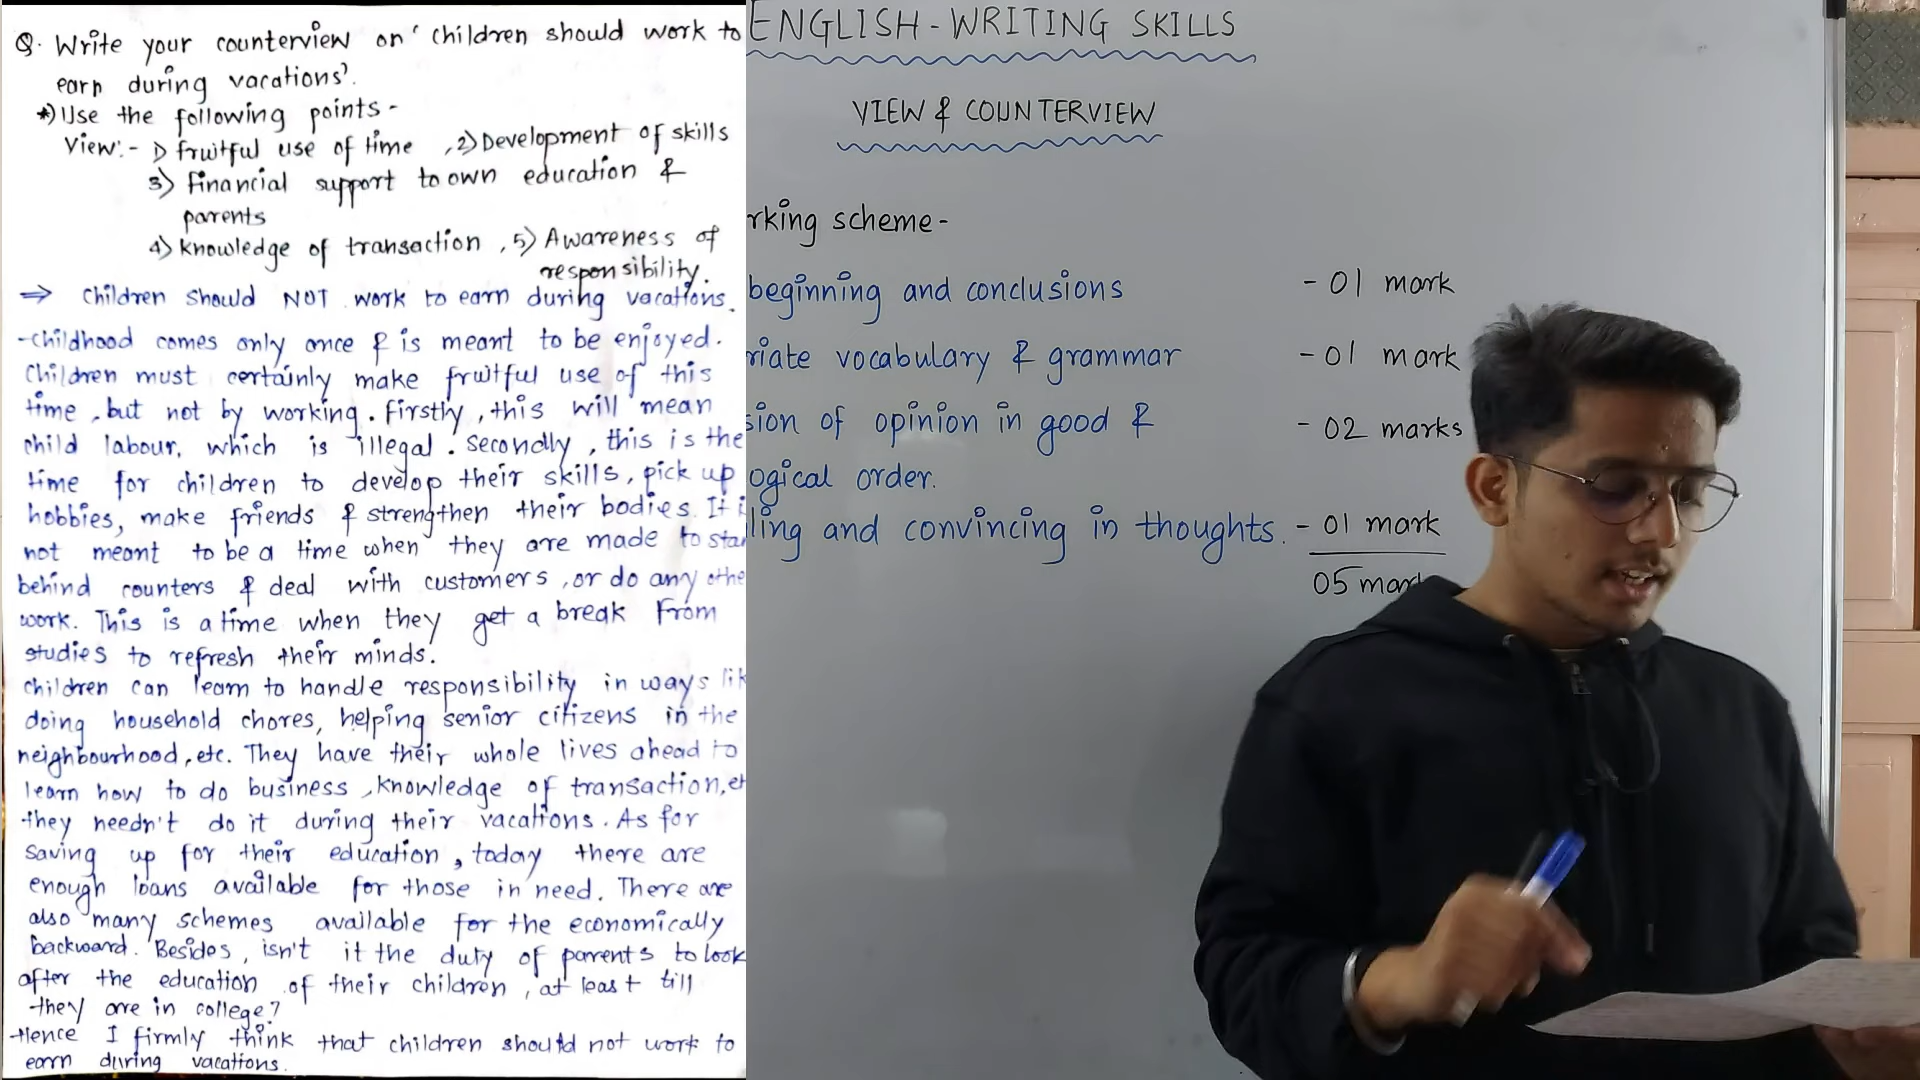 Q. Write your counterview on 'children should work to
earn during vacations'.
*) Use the following points -
View:- 1) fruitful use of time , 2) Development of skills
3) financial support to own education &
parents
4) knowledge of transaction , 5) Awareness of
responsibility.
⇒ children should NOT work to earn during vacations.
-childhood comes only once & is meant to be enjoyed.
children must certainly make fruitful use of this
time, but not by working. Firstly, this will mean
child labour, which is illegal. Secondly, this is the
time for children to develop their skills, pick up
hobbies, make friends & strengthen their bodies. It i
not meant to be a time when they are made to stan
behind counters & deal with customers, or do any othe
work. This is a time when they get a break from
studies to refresh their minds.
children can learn to handle responsibility in ways lik
doing household chores, helping senior citizens in the
neighbourhood, etc. They have their whole lives ahead to
learn how to do business, knowledge of transaction, et
they needn't do it during their vacations. As for
saving up for their education, today there are
enough loans available for those in need. There are
also many schemes available for the economically
backward. Besides, isn't it the duty of parents to look
after the education of their children, at least till
they are in college?
Hence I firmly think that children should not work to
earn during vacations.
ENGLISH - WRITING SKILLS
VIEW & COUNTERVIEW
rking scheme -
beginning and conclusions - 01 mark
riate vocabulary & grammar - 01 mark
sion of opinion in good & - 02 marks
ogical order.
ling and convincing in thoughts. - 01 mark
05 mar